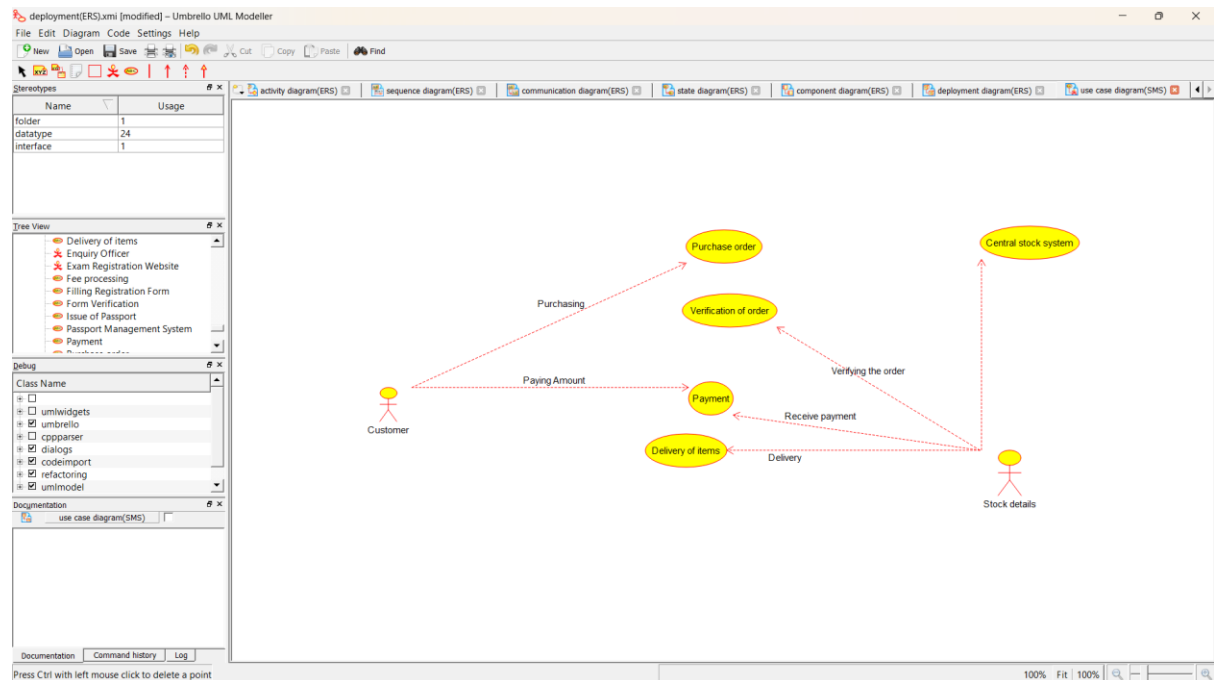 deployment(ERS).xmi [modified] – Umbrello UML Modeller
File Edit Diagram Code Settings Help
New Open Save Cut Copy Paste Find
Stereotypes
activity diagram(ERS) sequence diagram(ERS) communication diagram(ERS) state diagram(ERS) component diagram(ERS) deployment diagram(ERS) use case diagram(SMS)
Name Usage
folder 1
datatype 24
interface 1
Tree View
Delivery of items
Enquiry Officer
Exam Registration Website
Fee processing
Filling Registration Form
Form Verification
Issue of Passport
Passport Management System
Payment
Purchase order
Debug
Class Name
umlwidgets
umbrello
cppparser
dialogs
codeimport
refactoring
umlmodel
Documentation
use case diagram(SMS)
Purchase order
Central stock system
Purchasing
Verification of order
Verifying the order
Paying Amount
Payment
Receive payment
Customer
Delivery of items
Delivery
Stock details
Documentation Command history Log
Press Ctrl with left mouse click to delete a point
100% Fit 100%